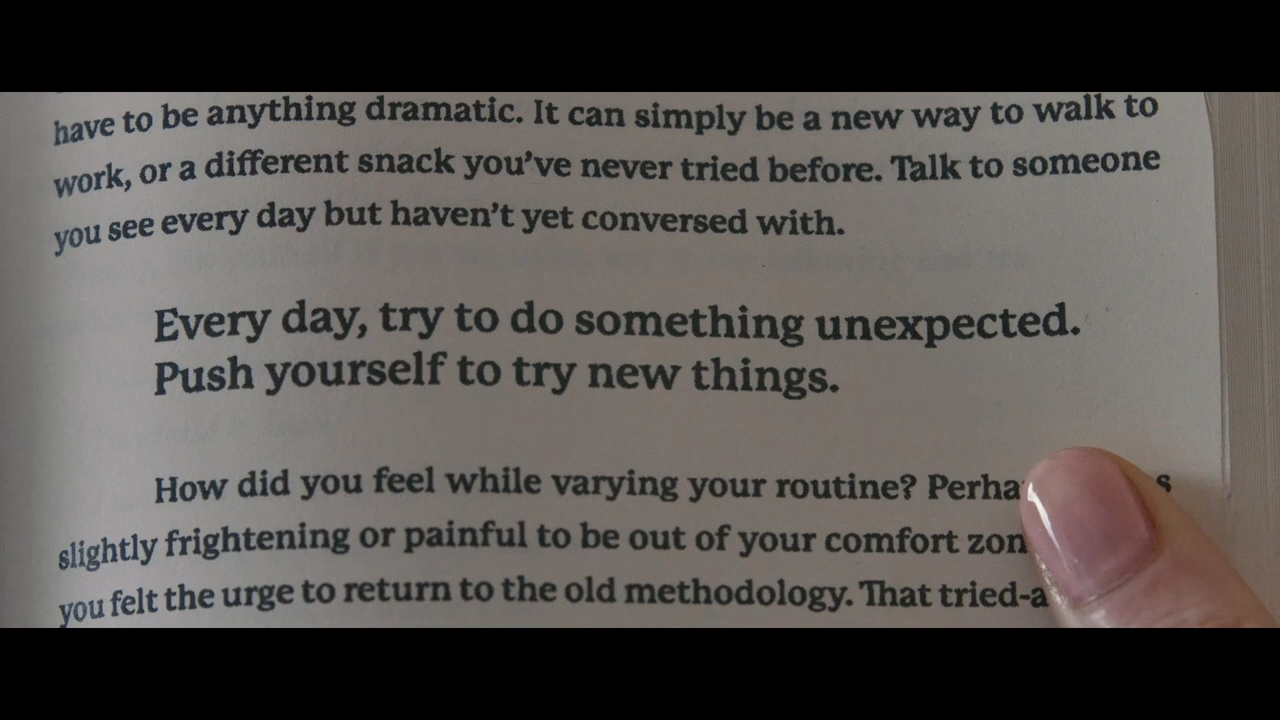 have to be anything dramatic. It can simply be a new way to walk to
work, or a different snack you've never tried before. Talk to someone
you see every day but haven't yet conversed with.
Every day, try to do something unexpected.
Push yourself to try new things.
How did you feel while varying your routine?
slightly frightening or painful to be out of your comfort
you felt the urge to return to the old methodology. That